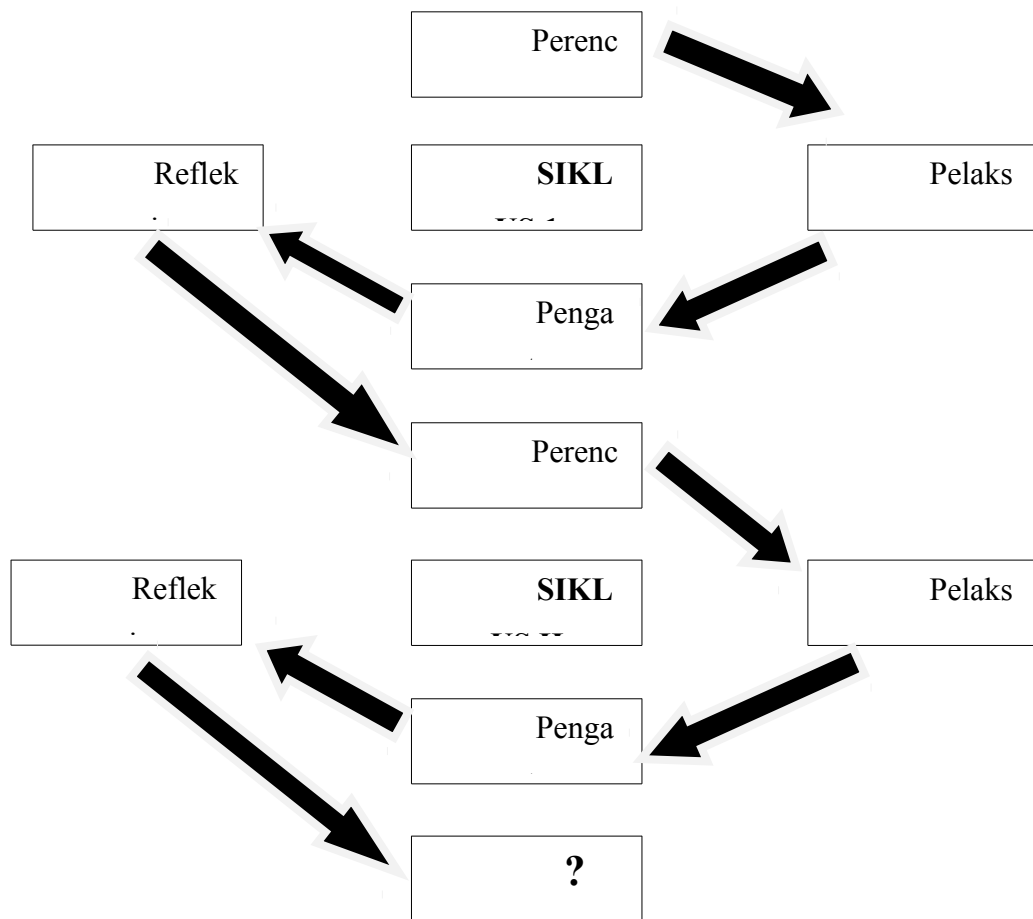 Perenc
Reflek
SIKL
Pelaks
Penga
Perenc
Reflek
SIKL
Pelaks
Penga
?